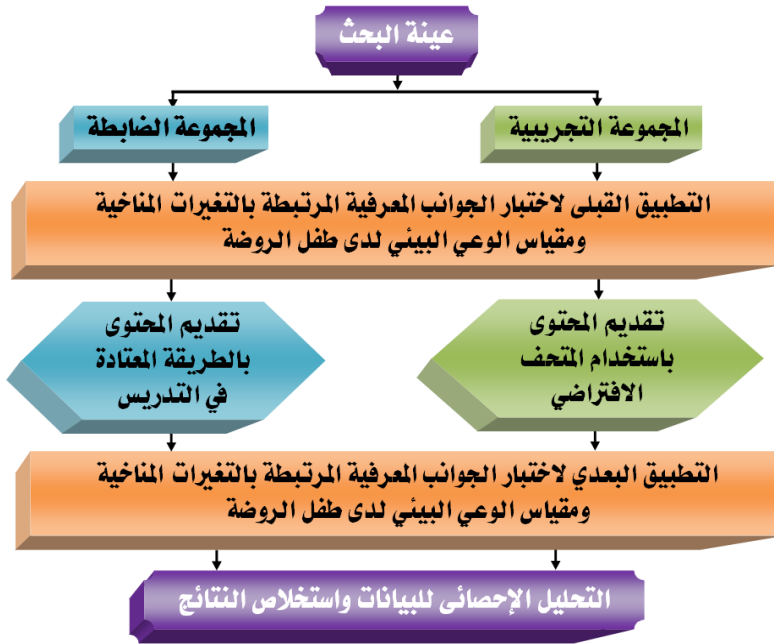 عينة البحث
المجموعة التجريبية
المجموعة الضابطة
التطبيق القبلى لاختبار الجوانب المعرفية المرتبطة بالتغيرات المناخية
ومقياس الوعي البيئي لدى طفل الروضة
تقديم المحتوى
باستخدام المتحف
الافتراضي
تقديم المحتوى
بالطريقة المعتادة
في التدريس
التطبيق البعدي لاختبار الجوانب المعرفية المرتبطة بالتغيرات المناخية
ومقياس الوعي البيئي لدى طفل الروضة
التحليل الإحصائى للبيانات واستخلاص النتائج